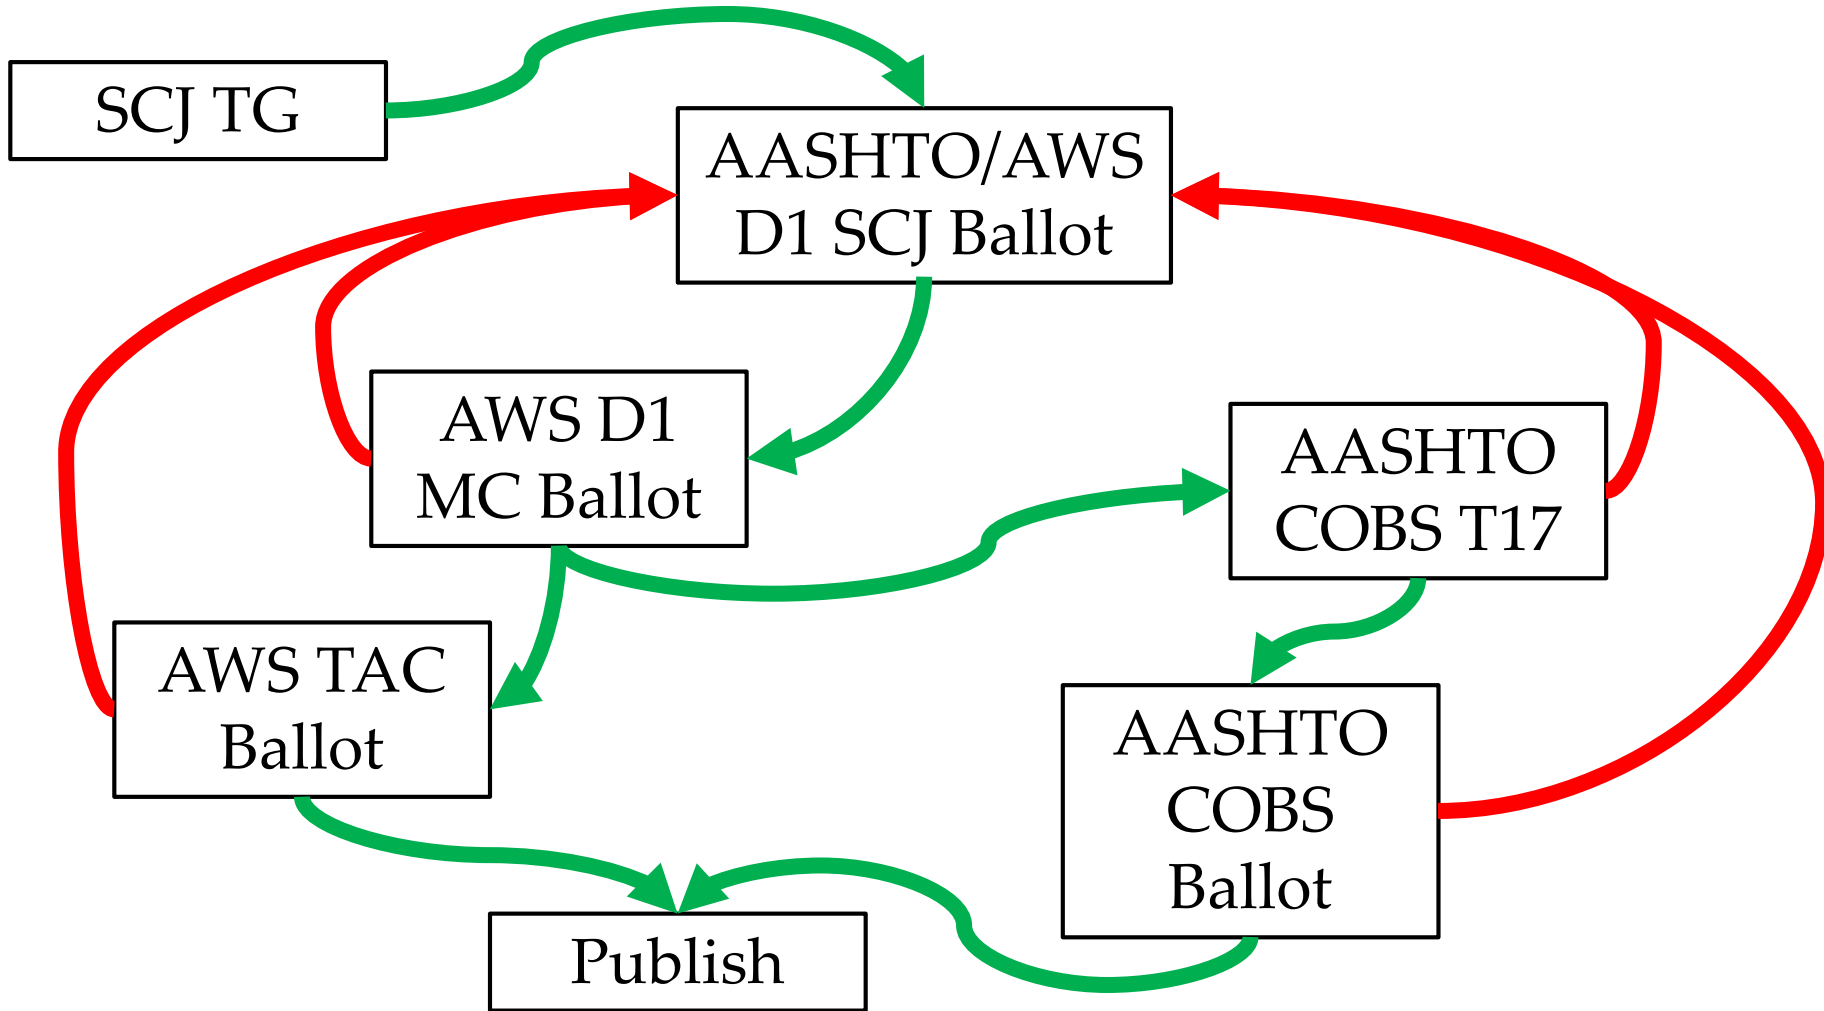 SCJ TG
AASHTO/AWS
D1 SCJ Ballot
AWS D1
MC Ballot
AASHTO
COBS T17
AWS TAC
Ballot
AASHTO
COBS
Ballot
Publish